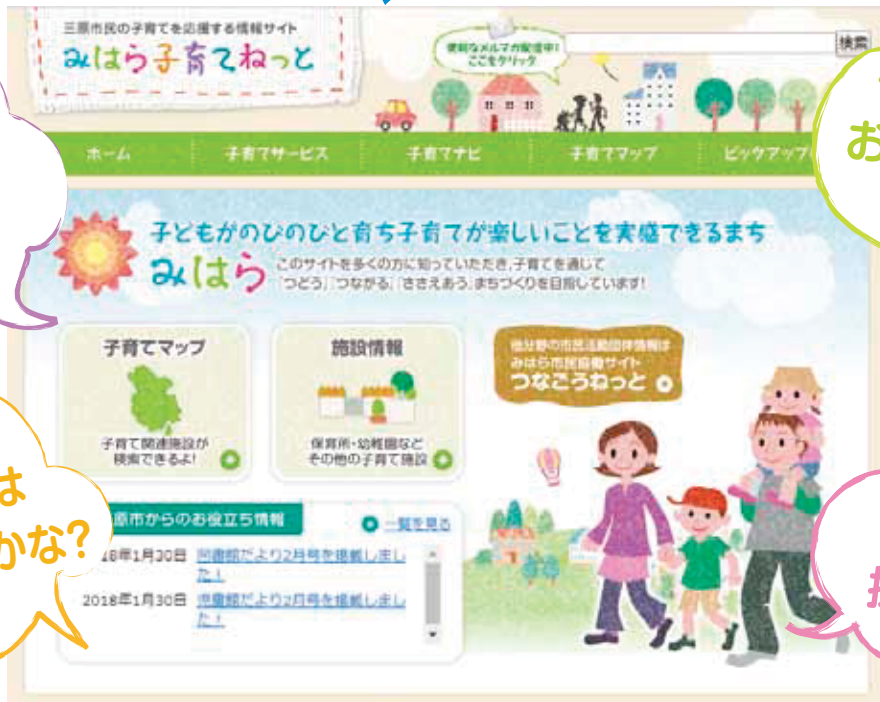 三原市民の子育てを応援する情報サイト
みはら子育てねっと
便利なメルマガ配信中!
ここをクリック
検索
ホーム
子育てサービス
子育てナビ
子育てマップ
ピックアップ
お
子どもがのびのびと育ち子育てが楽しいことを実感できるまち
みはら
このサイトを多くの方に知っていただき、子育てを通して
「つどう」「つながる」「ささえあう」まちづくりを目指しています!
子育てマップ
子育て関連施設が
検索できるよ!
施設情報
保育所・幼稚園など
その他の子育て施設
他分野の市民活動団体情報は
みはら市民協働サイト
つなごうねっと
は
かな?
原市からのお役立ち情報
一覧を見る
18年1月30日
児童館だより2月号を掲載しまし
た!
2018年1月30日
児童館だより2月号を掲載しまし
た!